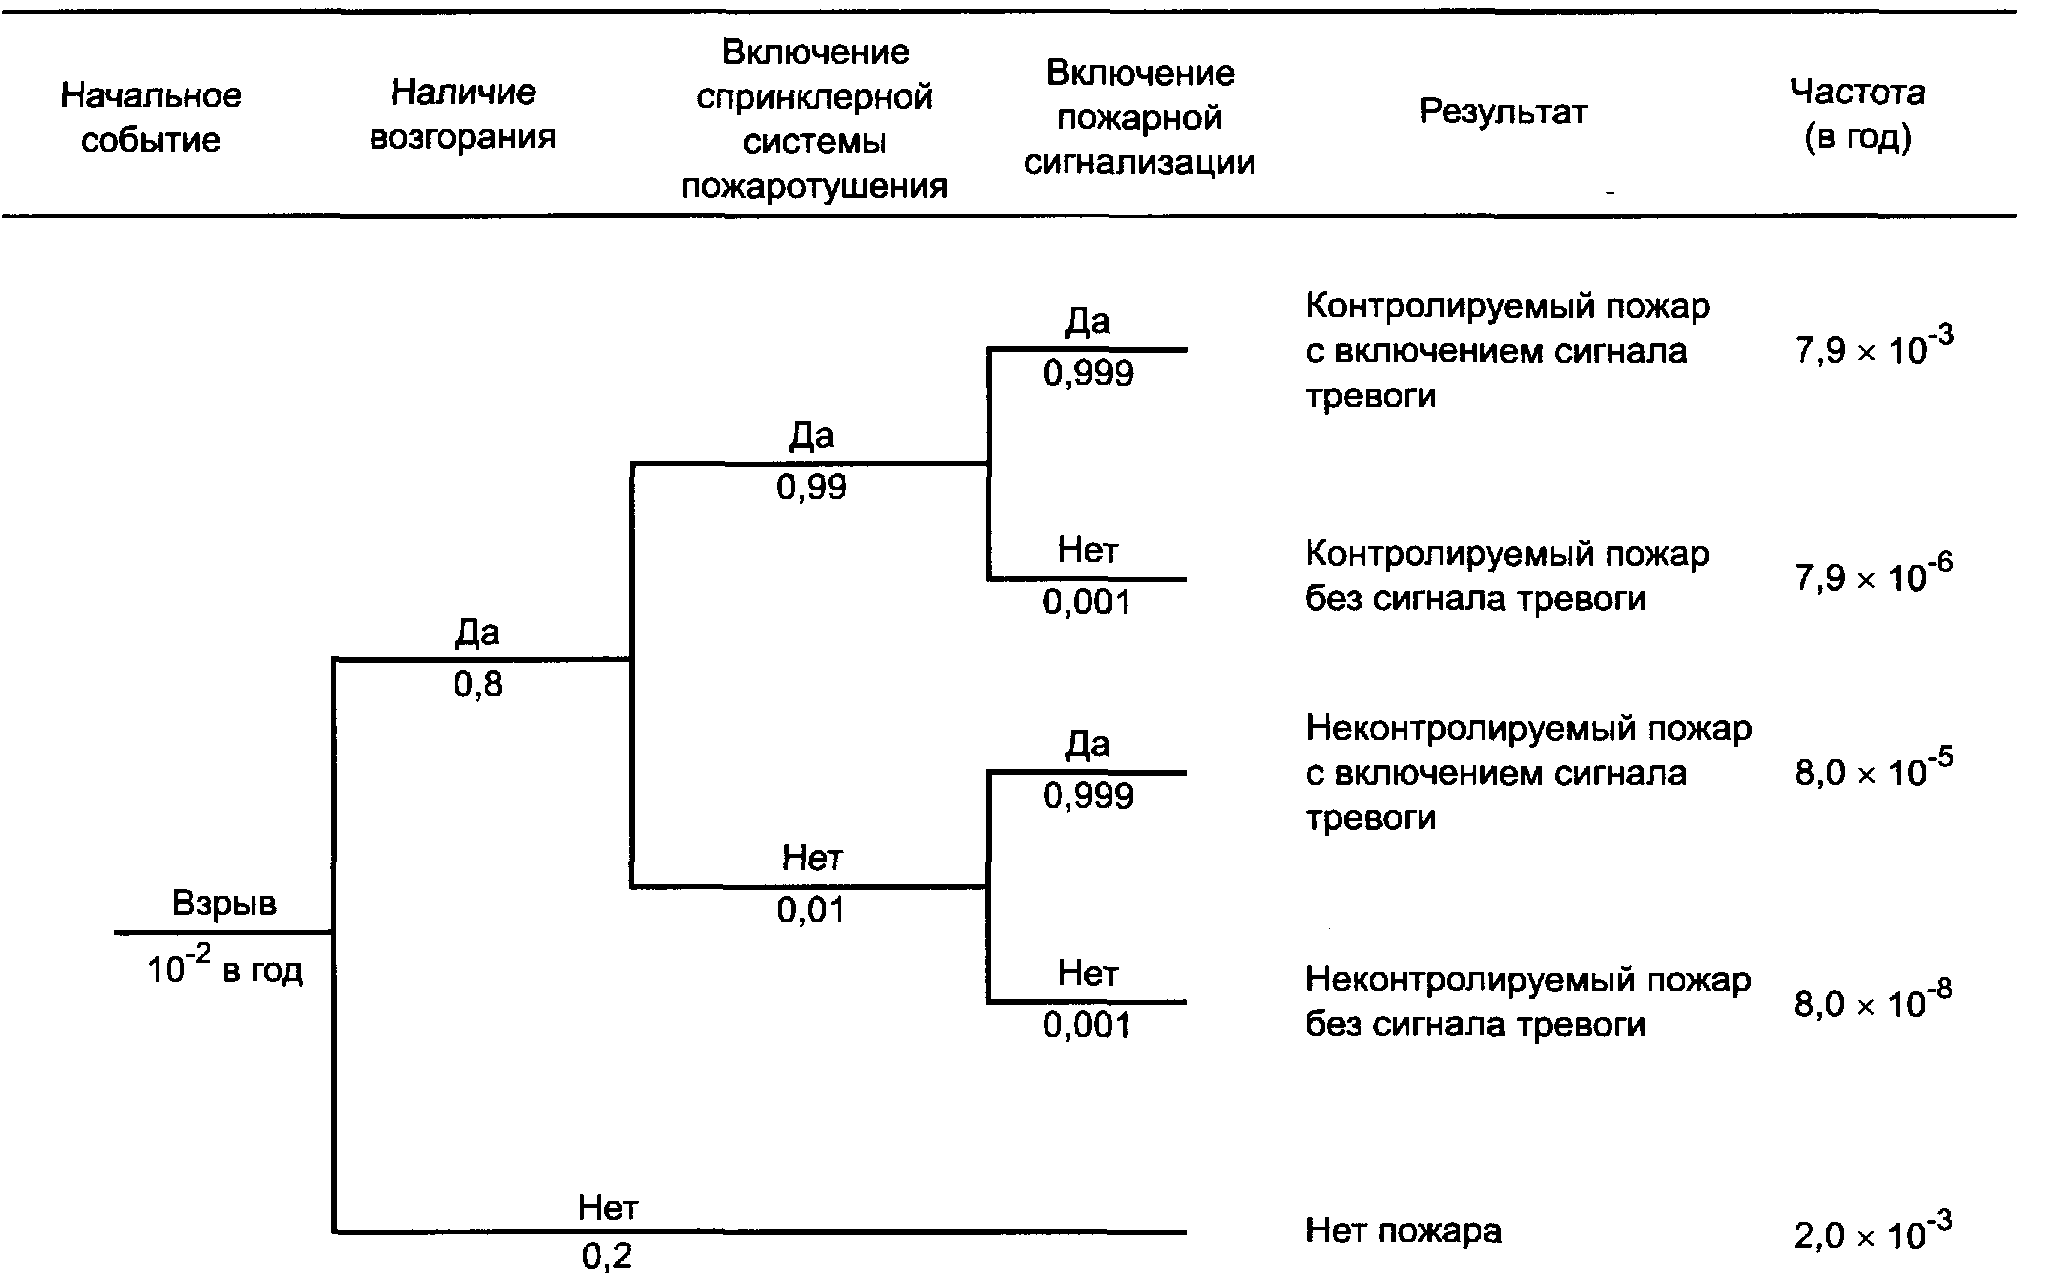 Начальное
событие
Наличие
возгорания
Включение
спринклерной
системы
пожаротушения
Включение
пожарной
сигнализации
Результат
Частота
(в год)
Да
0,999
Контролируемый пожар
с включением сигнала
тревоги
7,9 × 10⁻³
Да
0,99
Нет
0,001
Контролируемый пожар
без сигнала тревоги
7,9 × 10⁻⁶
Да
0,8
Да
0,999
Неконтролируемый пожар
с включением сигнала
тревоги
8,0 × 10⁻⁵
Нет
0,01
Взрыв
10⁻² в год
Нет
0,001
Неконтролируемый пожар
без сигнала тревоги
8,0 × 10⁻⁸
Нет
0,2
Нет пожара
2,0 × 10⁻³